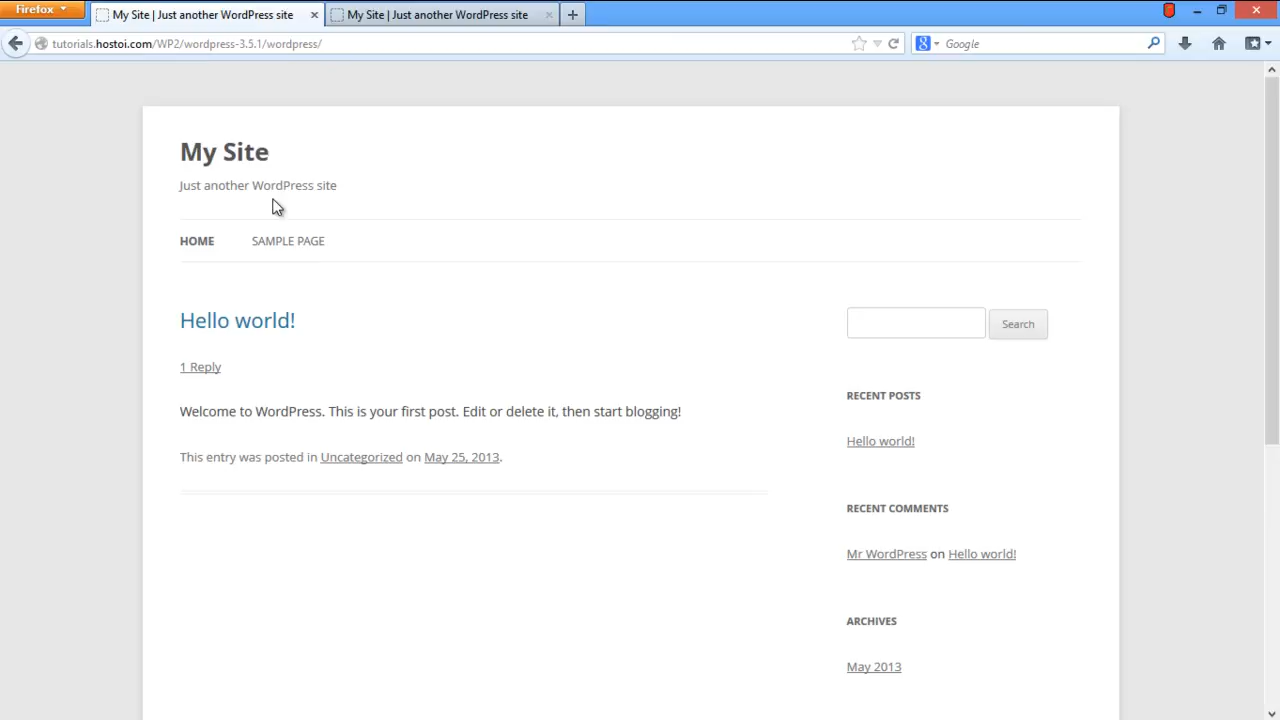 Firefox
My Site | Just another WordPress site
My Site | Just another WordPress site
tutorials.hostoi.com/WP2/wordpress-3.5.1/wordpress/
Google
My Site
Just another WordPress site
HOME SAMPLE PAGE
Hello world!
1 Reply
Welcome to WordPress. This is your first post. Edit or delete it, then start blogging!
This entry was posted in Uncategorized on May 25, 2013.
Search
RECENT POSTS
Hello world!
RECENT COMMENTS
Mr WordPress on Hello world!
ARCHIVES
May 2013